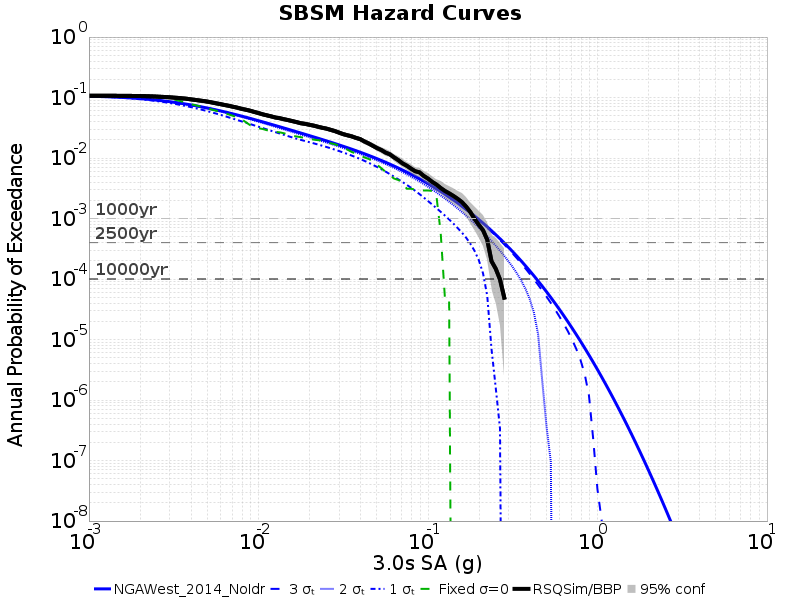 SBSM Hazard Curves
Annual Probability of Exceedance
10^0
10^-1
10^-2
10^-3
10^-4
10^-5
10^-6
10^-7
10^-8
1000yr
2500yr
10000yr
10^-3 10^-2 10^-1 10^0 10^1
3.0s SA (g)
NGAWest_2014_NoIdr 3 σₜ 2 σₜ 1 σₜ Fixed σ=0 RSQSim/BBP 95% conf